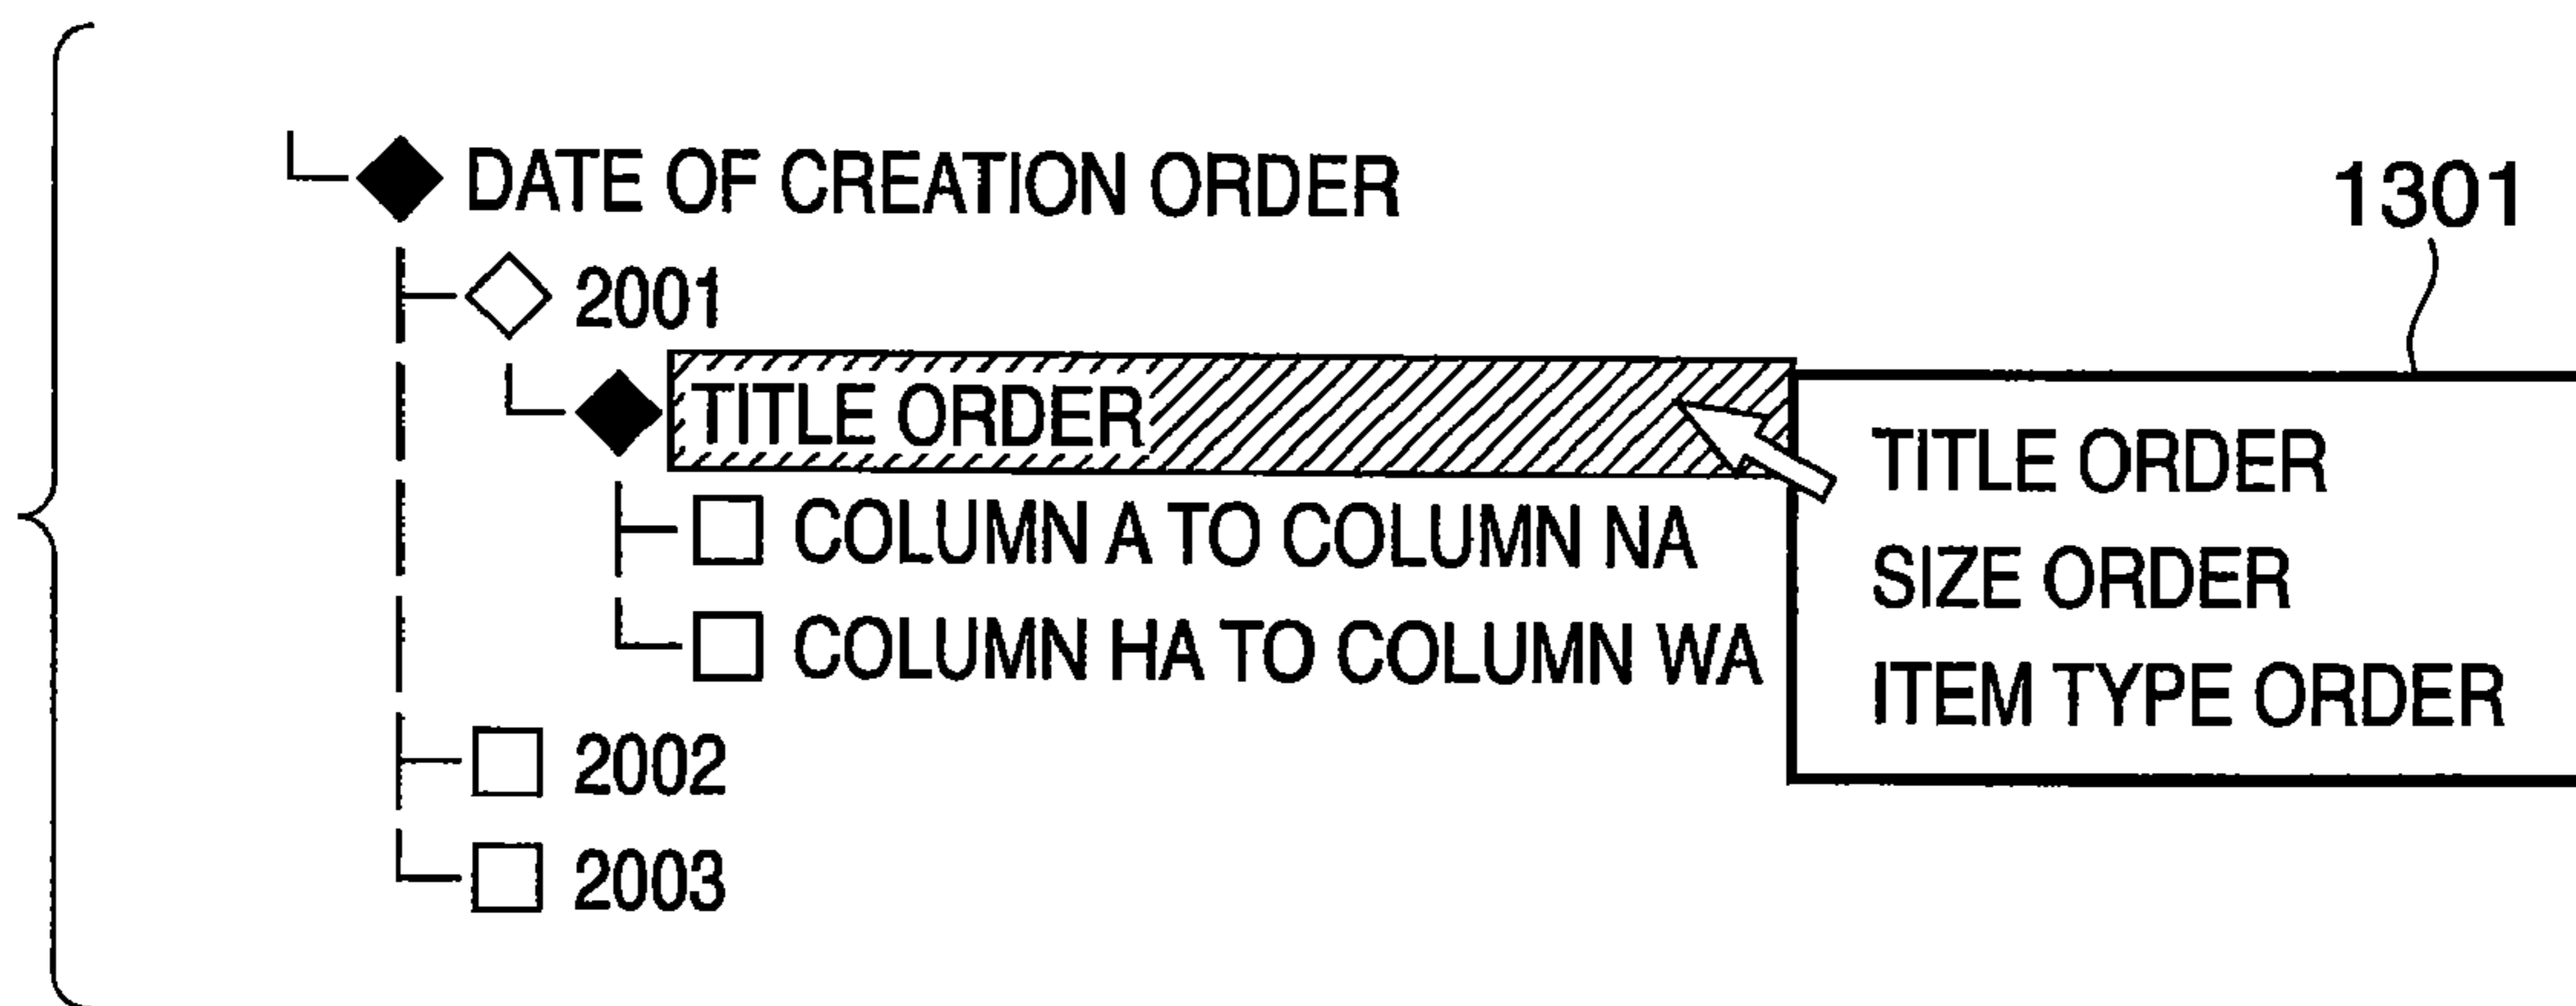 DATE OF CREATION ORDER
1301
2001
TITLE ORDER
COLUMN A TO COLUMN NA
COLUMN HA TO COLUMN WA
2002
2003
TITLE ORDER
SIZE ORDER
ITEM TYPE ORDER